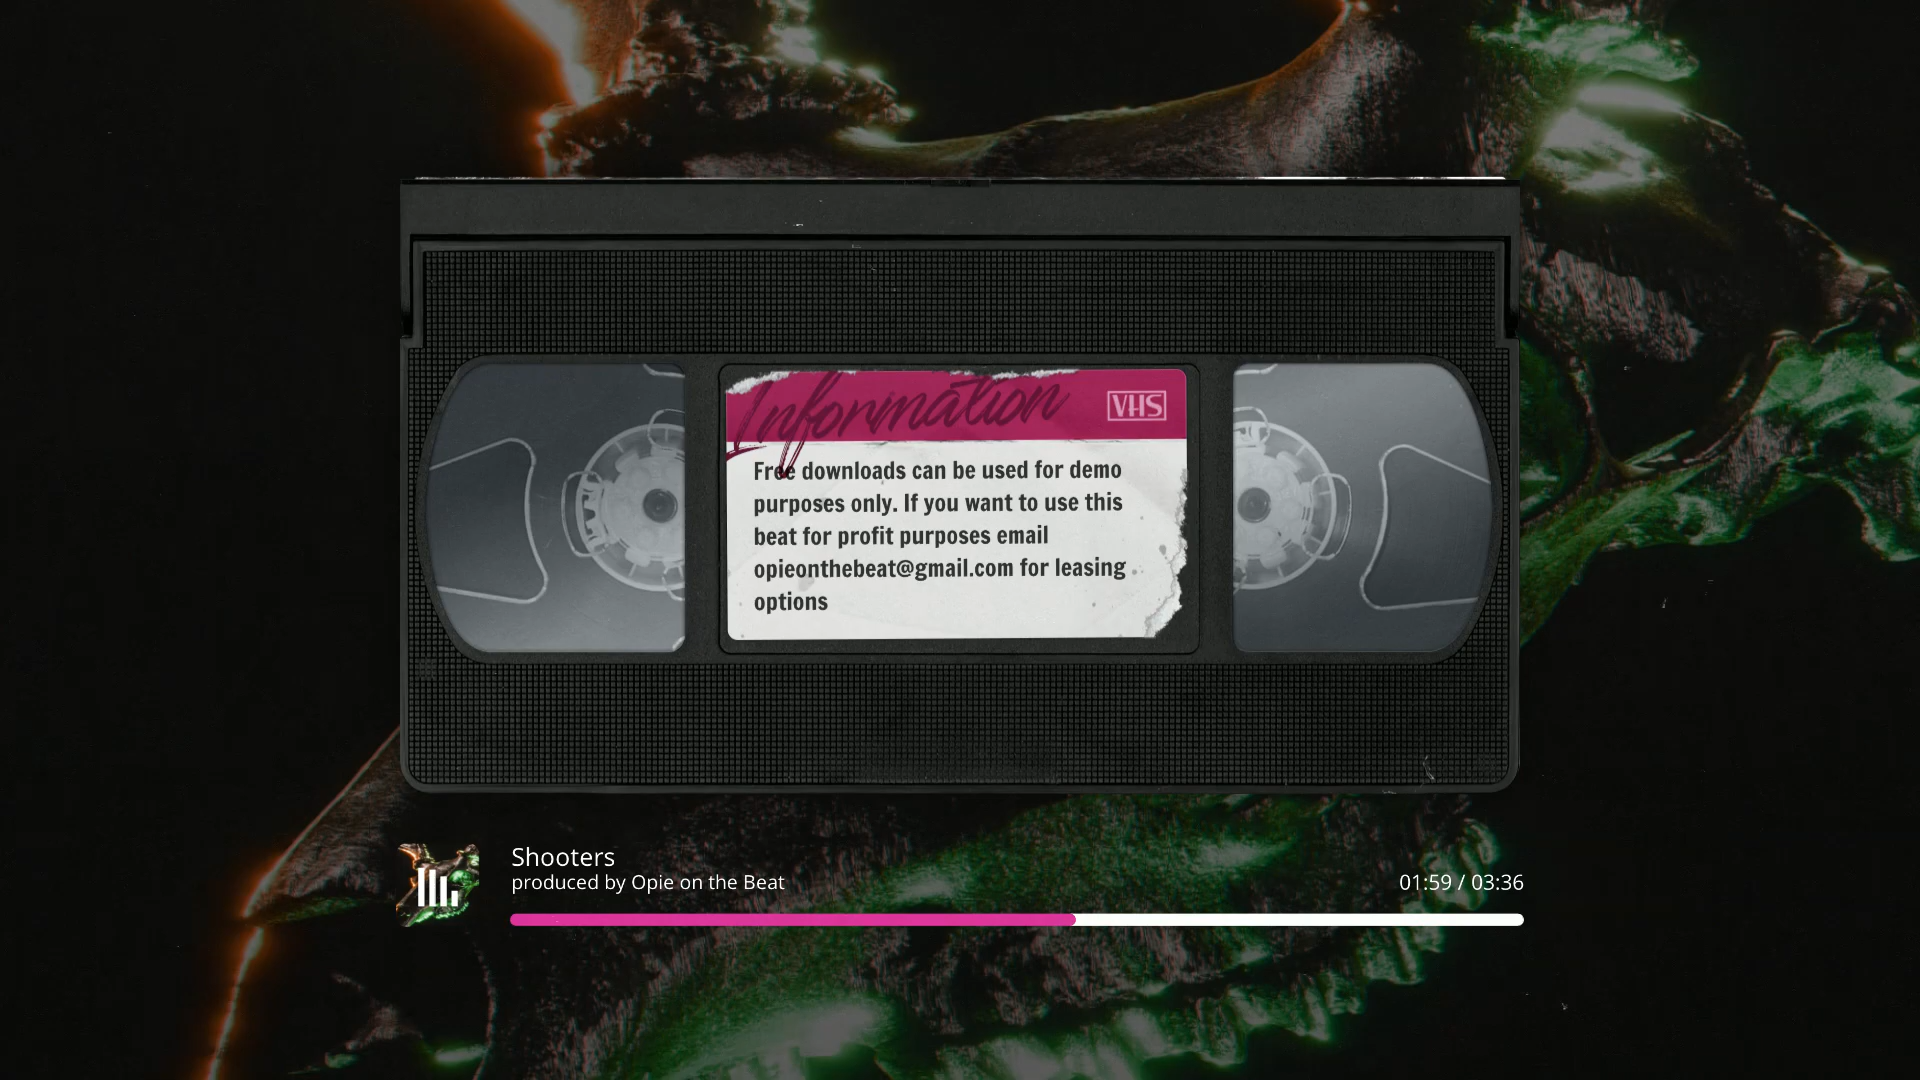 Information
VHS
Free downloads can be used for demo
purposes only. If you want to use this
beat for profit purposes email
opieonthebeat@gmail.com for leasing
options
Shooters
produced by Opie on the Beat
01:59 / 03:36